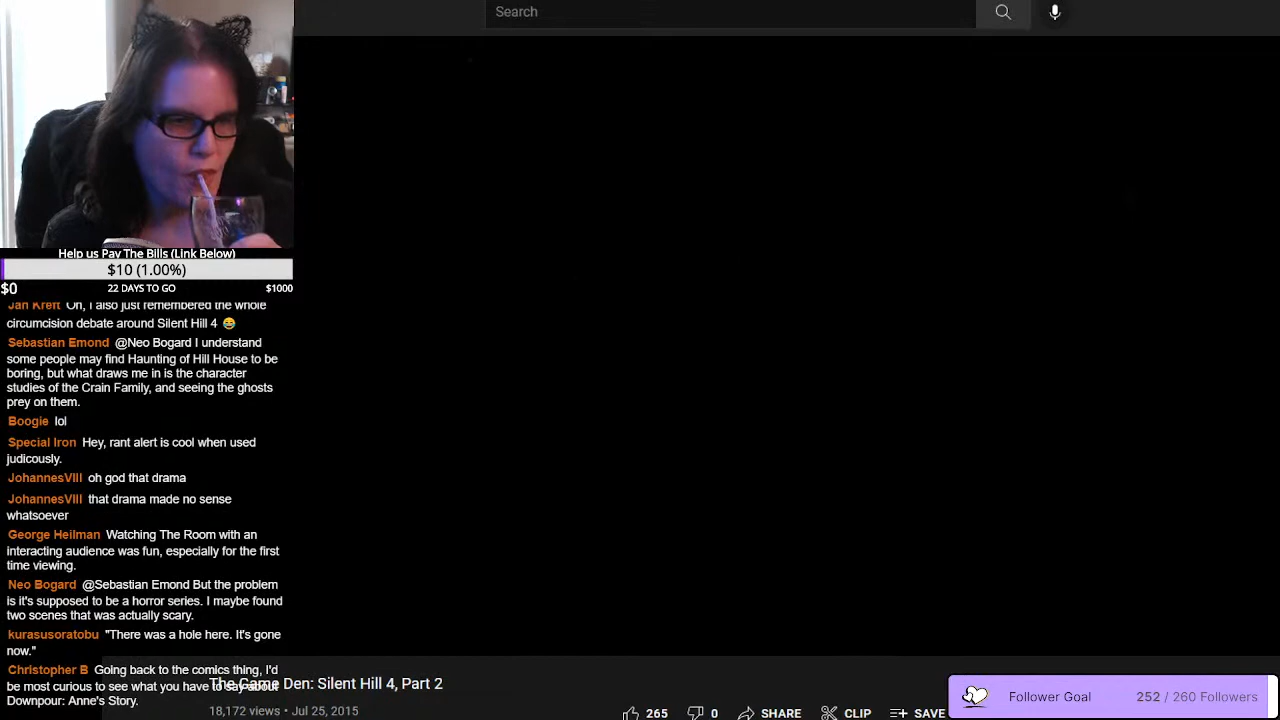 Search
Help us Pay The Bills (Link Below)
$10 (1.00%)
$0 22 DAYS TO GO $1000
Jan Kreft Oh, I also just remembered the whole
circumcision debate around Silent Hill 4 😂
Sebastian Emond @Neo Bogard I understand
some people may find Haunting of Hill House to be
boring, but what draws me in is the character
studies of the Crain Family, and seeing the ghosts
prey on them.
Boogie lol
Special Iron Hey, rant alert is cool when used
judicously.
JohannesVIII oh god that drama
JohannesVIII that drama made no sense
whatsoever
George Heilman Watching The Room with an
interacting audience was fun, especially for the first
time viewing.
Neo Bogard @Sebastian Emond But the problem
is it's supposed to be a horror series. I maybe found
two scenes that was actually scary.
kurasusoratobu "There was a hole here. It's gone
now."
Christopher B Going back to the comics thing, I'd
be most curious to see what you have to say about
Downpour: Anne's Story.
The Game Den: Silent Hill 4, Part 2
18,172 views • Jul 25, 2015
265 0 SHARE CLIP SAVE
Follower Goal 252 / 260 Followers